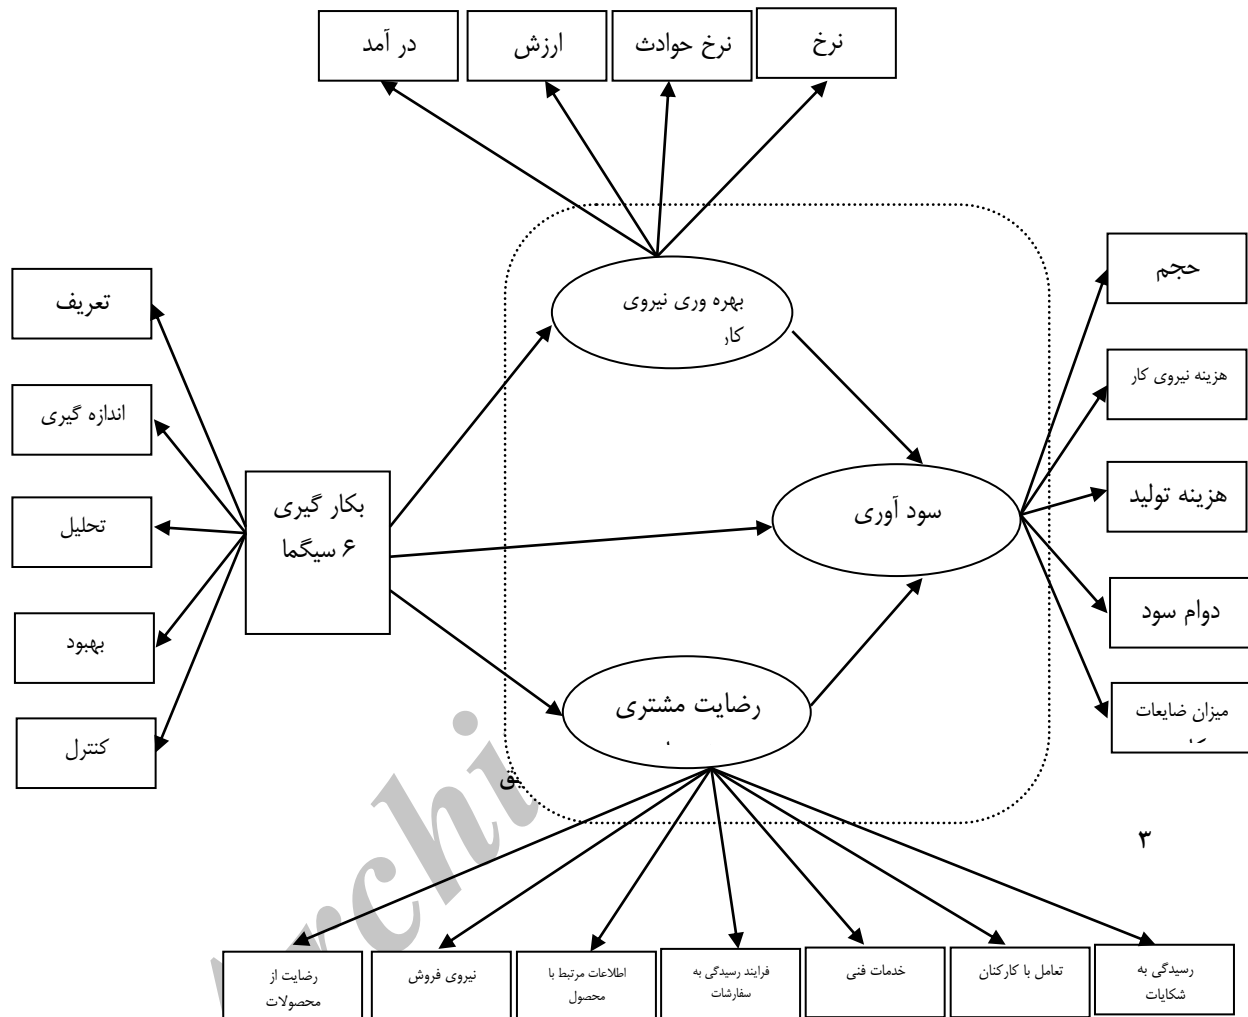 نرخ
نرخ حوادث
ارزش
در آمد
حجم
تعریف
بهره وری نیروی
کار
هزینه نیروی کار
اندازه گیری
هزینه تولید
سود آوری
بکار گیری
۶ سیگما
تحلیل
دوام سود
بهبود
میزان ضایعات
رضایت مشتری
کنترل
۳
رسیدگی به
شکایات
تعامل با کارکنان
خدمات فنی
فرایند رسیدگی به
سفارشات
اطلاعات مرتبط با
محصول
نیروی فروش
رضایت از
محصولات